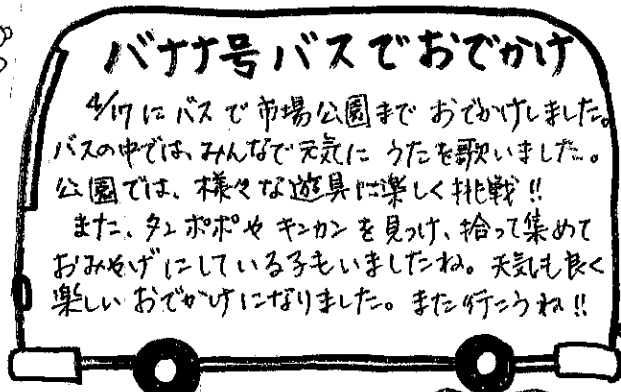 バナナ号バスでおでかけ
4/17にバスで市場公園までおでかけしました。
バスの中では、みんなで元気にうたを歌いました。
公園では、様々な遊具に楽しく挑戦!!
また、タンポポやキンカンを見つけ、拾って集めて
おみやげにしている子もいましたね。天気も良く
楽しいおでかけになりました。また行こうね!!